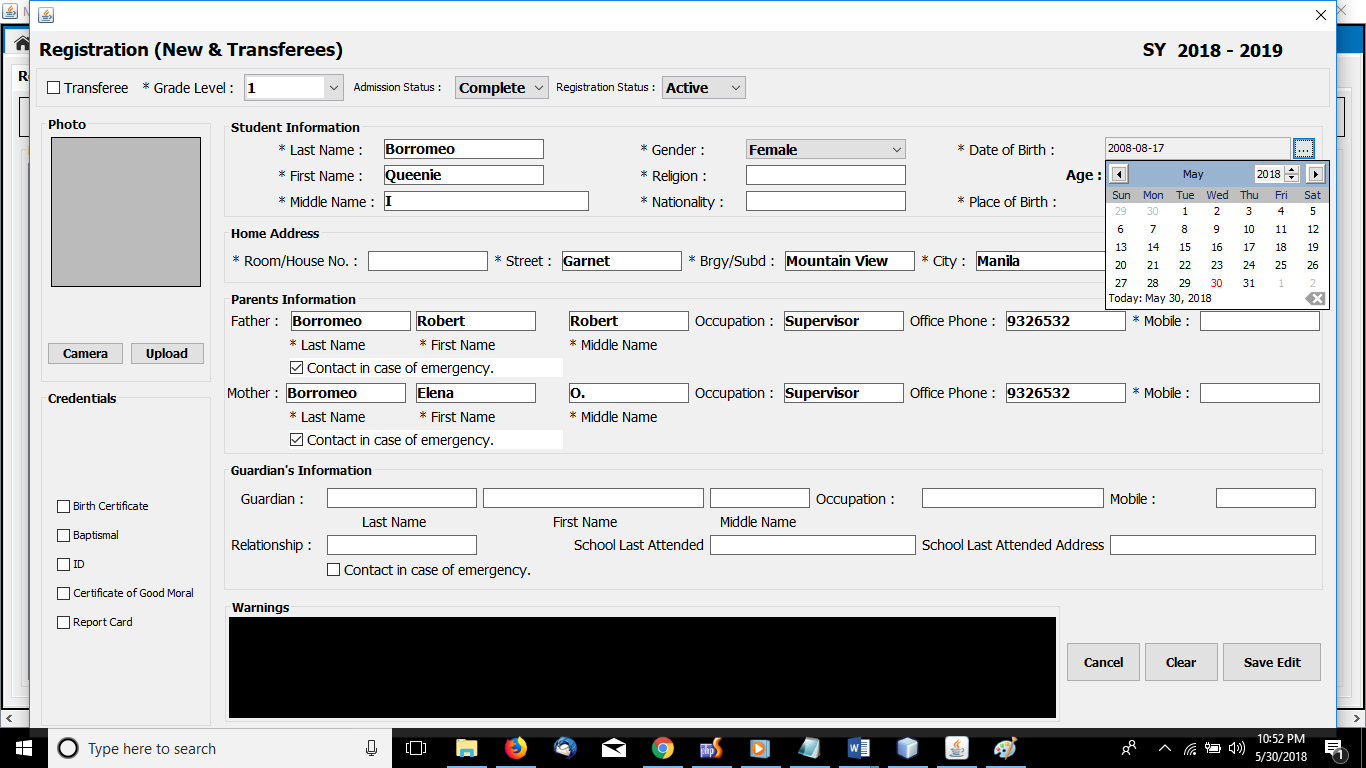 Registration (New & Transferees) SY 2018 - 2019
Transferee * Grade Level : 1 Admission Status : Complete Registration Status : Active
Photo
Camera Upload
Credentials
Birth Certificate
Baptismal
ID
Certificate of Good Moral
Report Card
Student Information
* Last Name : Borromeo * Gender : Female * Date of Birth : 2008-08-17 ...
* First Name : Queenie * Religion : Age :
* Middle Name : I * Nationality : * Place of Birth :
May 2018
Sun Mon Tue Wed Thu Fri Sat
29 30 1 2 3 4 5
6 7 8 9 10 11 12
13 14 15 16 17 18 19
20 21 22 23 24 25 26
27 28 29 30 31 1 2
Today: May 30, 2018
Home Address
* Room/House No. : * Street : Garnet * Brgy/Subd : Mountain View * City : Manila
Parents Information
Father : Borromeo Robert Robert Occupation : Supervisor Office Phone : 9326532 * Mobile :
* Last Name * First Name * Middle Name
Contact in case of emergency.
Mother : Borromeo Elena O. Occupation : Supervisor Office Phone : 9326532 * Mobile :
* Last Name * First Name * Middle Name
Contact in case of emergency.
Guardian's Information
Guardian : Occupation : Mobile :
Last Name First Name Middle Name
Relationship : School Last Attended School Last Attended Address
Contact in case of emergency.
Warnings
Cancel Clear Save Edit
Type here to search
php
10:52 PM
5/30/2018
1